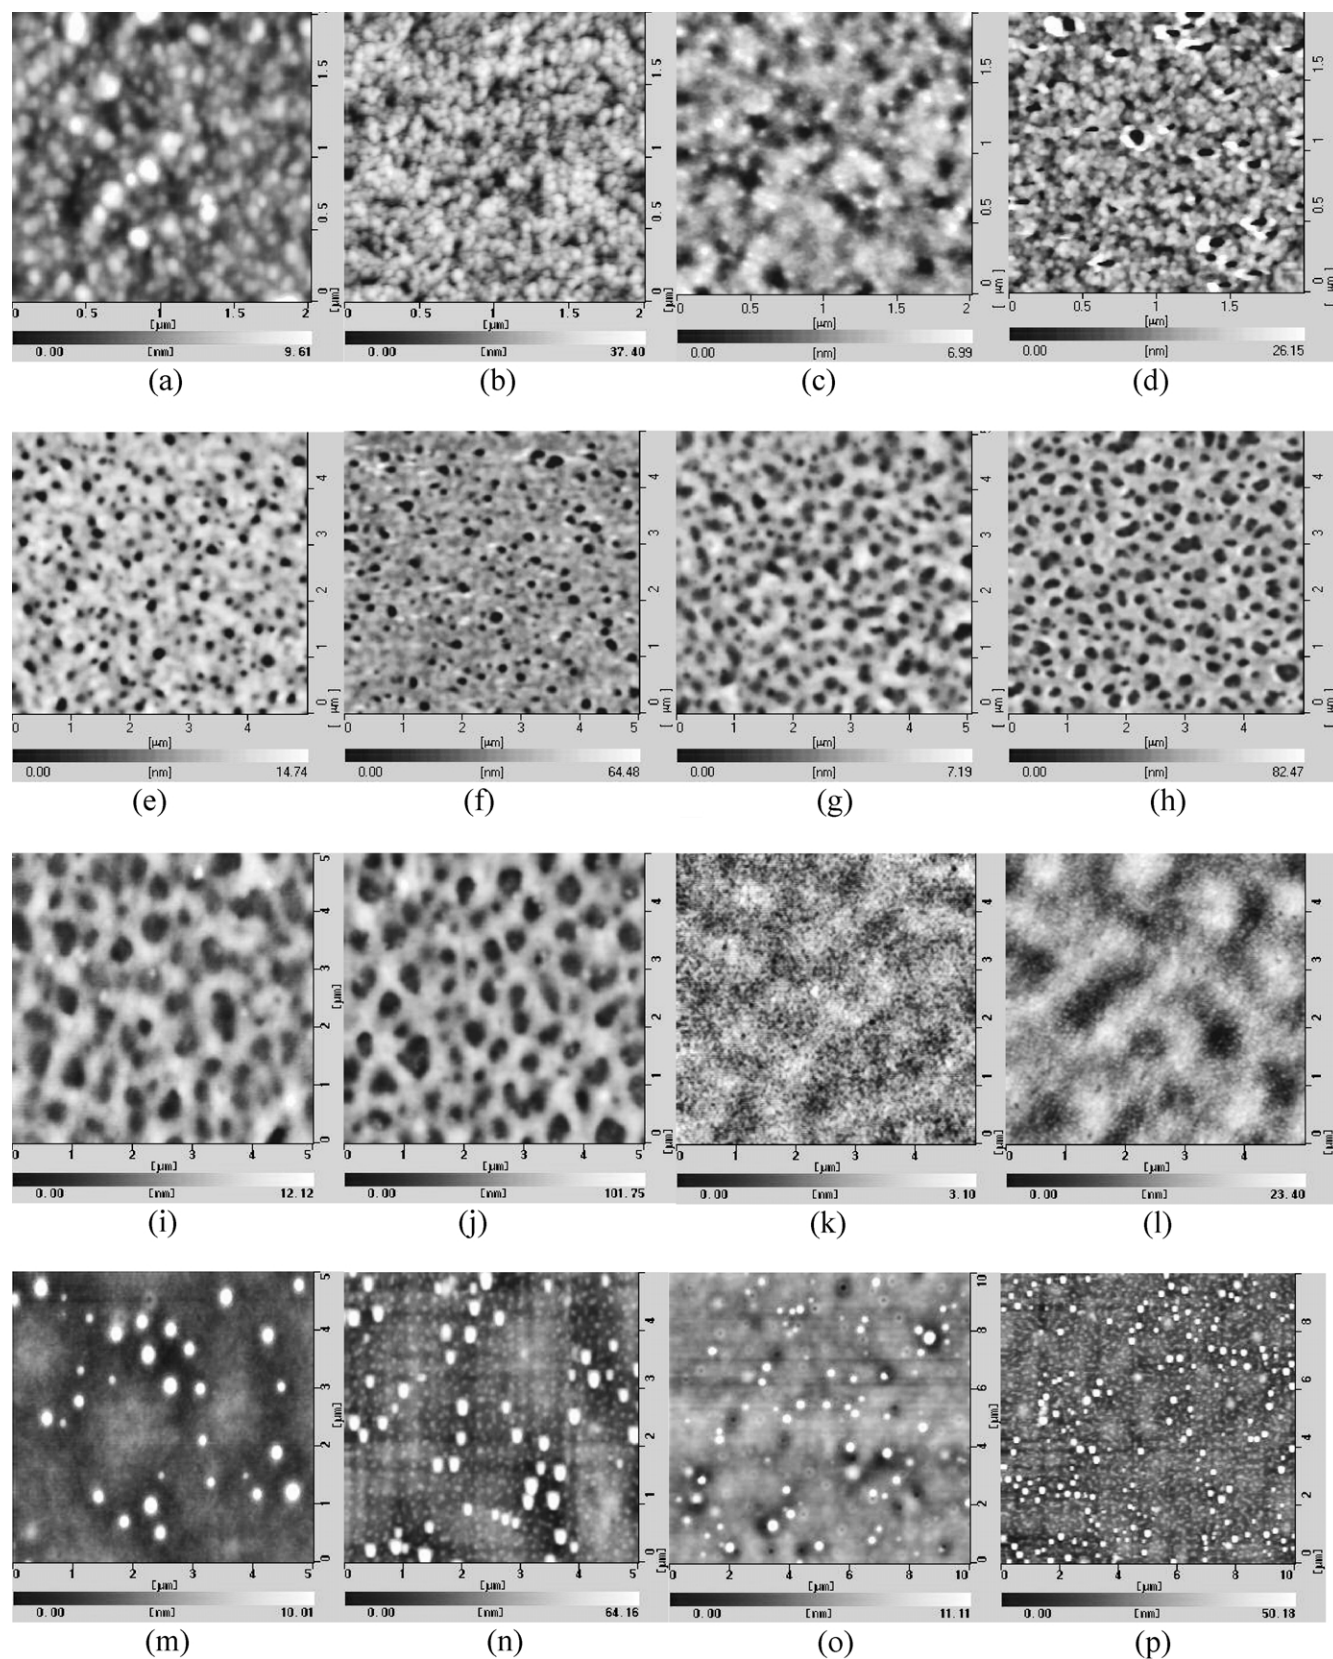 0 0.5 1 1.5 2
0 0.5 1 1.5
[µm] [µm]
0.00 [nm] 9.61
(a)
0 0.5 1 1.5 2
0 0.5 1 1.5
[µm] [µm]
0.00 [nm] 37.40
(b)
0 0.5 1 1.5 2
0 0.5 1 1.5
[µm] [µm]
0.00 [nm] 6.99
(c)
0 0.5 1 1.5
0 0.5 1 1.5
[µm]
0.00 [nm] 26.15
(d)
0 1 2 3 4
0 1 2 3 4
[µm]
0.00 [nm] 14.74
(e)
0 1 2 3 4 5
0 1 2 3 4
[µm]
0.00 [nm] 64.48
(f)
0 1 2 3 4 5
0 1 2 3 4
[µm]
0.00 [nm] 7.19
(g)
0 1 2 3 4
0 1 2 3 4
[µm]
0.00 [nm] 82.47
(h)
0 1 2 3 4 5
0 1 2 3 4 5
[µm] [µm]
0.00 [nm] 12.12
(i)
0 1 2 3 4 5
0 1 2 3 4
[µm] [µm]
0.00 [nm] 101.75
(j)
1 2 3 4
0 1 2 3 4
[µm] [µm]
0.00 [nm] 3.10
(k)
1 2 3 4
0 1 2 3 4
[µm]
0.00 [nm] 23.40
(l)
0 1 2 3 4 5
0 1 2 3 4 5
[µm] [µm]
0.00 [nm] 10.01
(m)
0 1 2 3 4 5
0 1 2 3 4
[µm] [µm]
0.00 [nm] 64.16
(n)
0 2 4 6 8 10
0 2 4 6 8 10
[µm] [µm]
0.00 [nm] 11.11
(o)
0 2 4 6 8 10
0 2 4 6 8
[µm] [µm]
0.00 [nm] 50.18
(p)